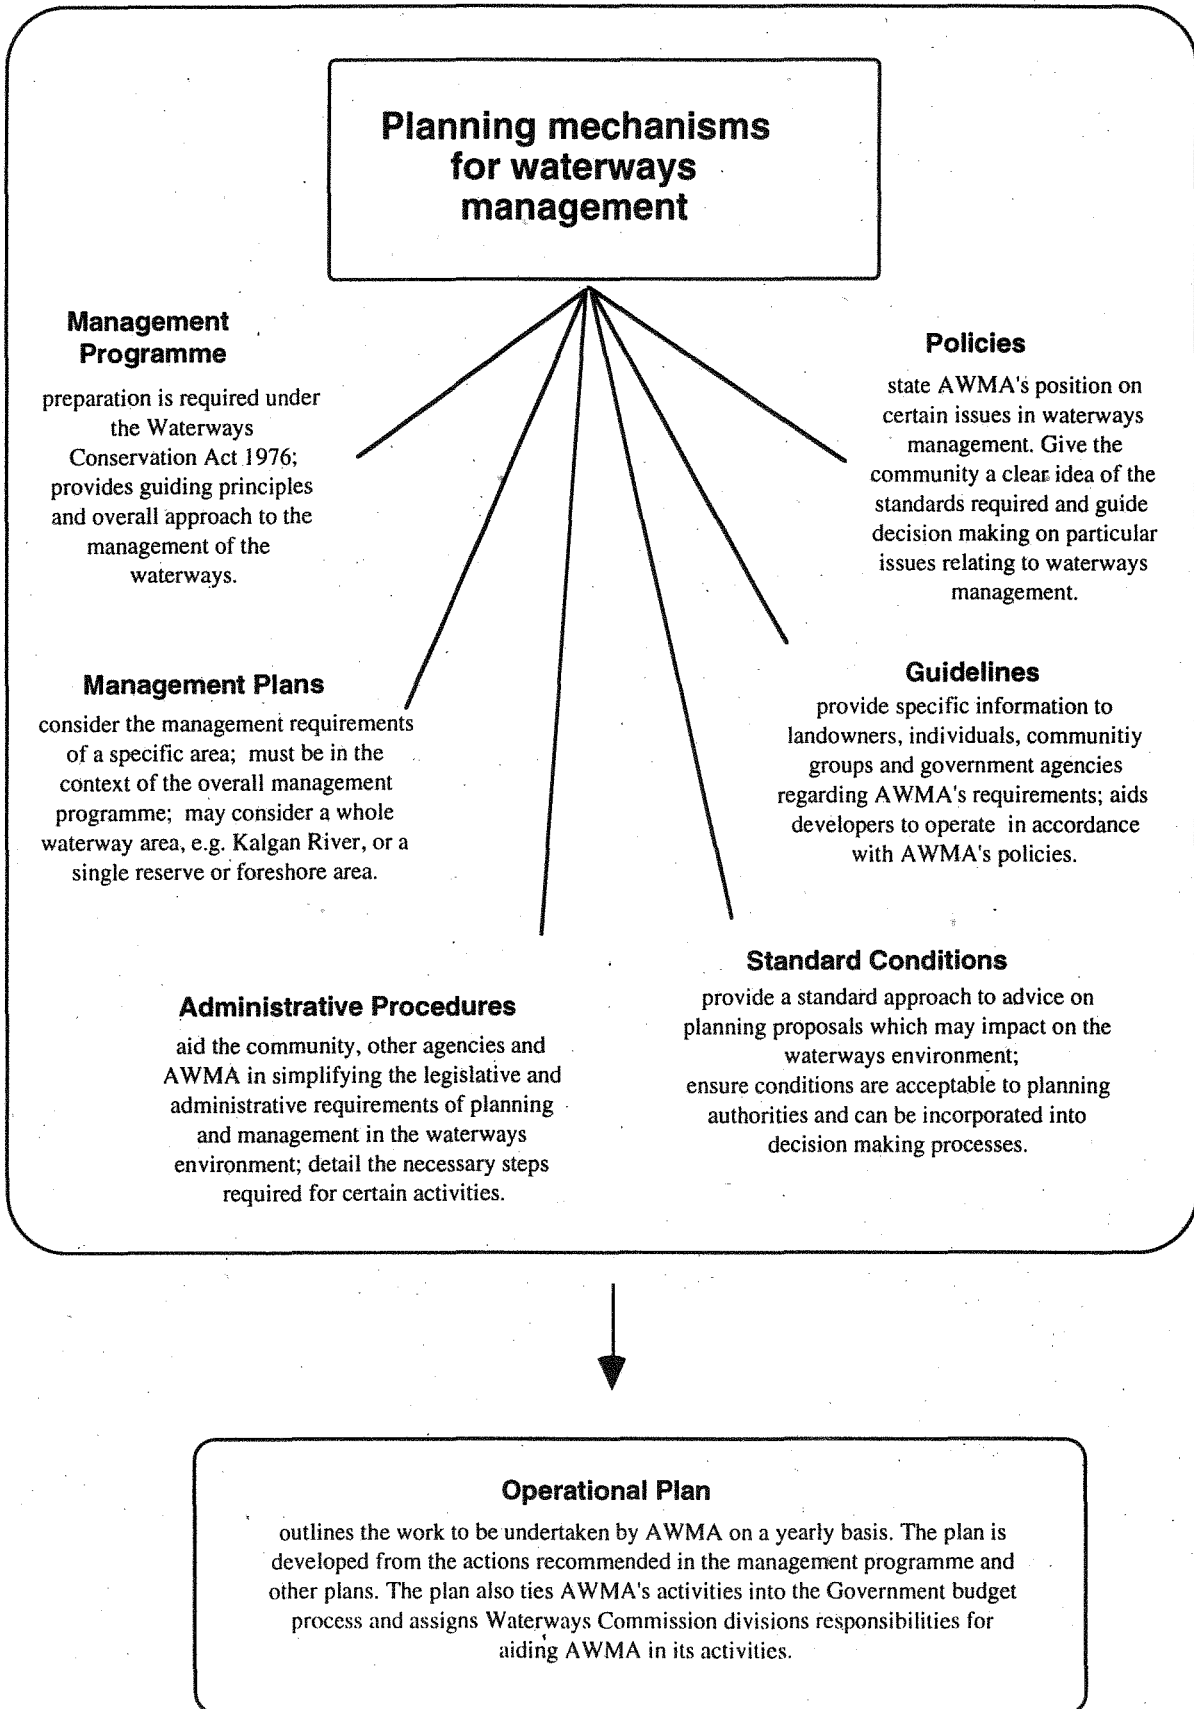 Planning mechanisms
for waterways
management
Management
Programme
preparation is required under
the Waterways
Conservation Act 1976;
provides guiding principles
and overall approach to the
management of the
waterways.
Policies
state AWMA's position on
certain issues in waterways
management. Give the
community a clear idea of the
standards required and guide
decision making on particular
issues relating to waterways
management.
Management Plans
consider the management requirements
of a specific area; must be in the
context of the overall management
programme; may consider a whole
waterway area, e.g. Kalgan River, or a
single reserve or foreshore area.
Guidelines
provide specific information to
landowners, individuals, communitiy
groups and government agencies
regarding AWMA's requirements; aids
developers to operate in accordance
with AWMA's policies.
Administrative Procedures
aid the community, other agencies and
AWMA in simplifying the legislative and
administrative requirements of planning
and management in the waterways
environment; detail the necessary steps
required for certain activities.
Standard Conditions
provide a standard approach to advice on
planning proposals which may impact on the
waterways environment;
ensure conditions are acceptable to planning
authorities and can be incorporated into
decision making processes.
Operational Plan
outlines the work to be undertaken by AWMA on a yearly basis. The plan is
developed from the actions recommended in the management programme and
other plans. The plan also ties AWMA's activities into the Government budget
process and assigns Waterways Commission divisions responsibilities for
aiding AWMA in its activities.